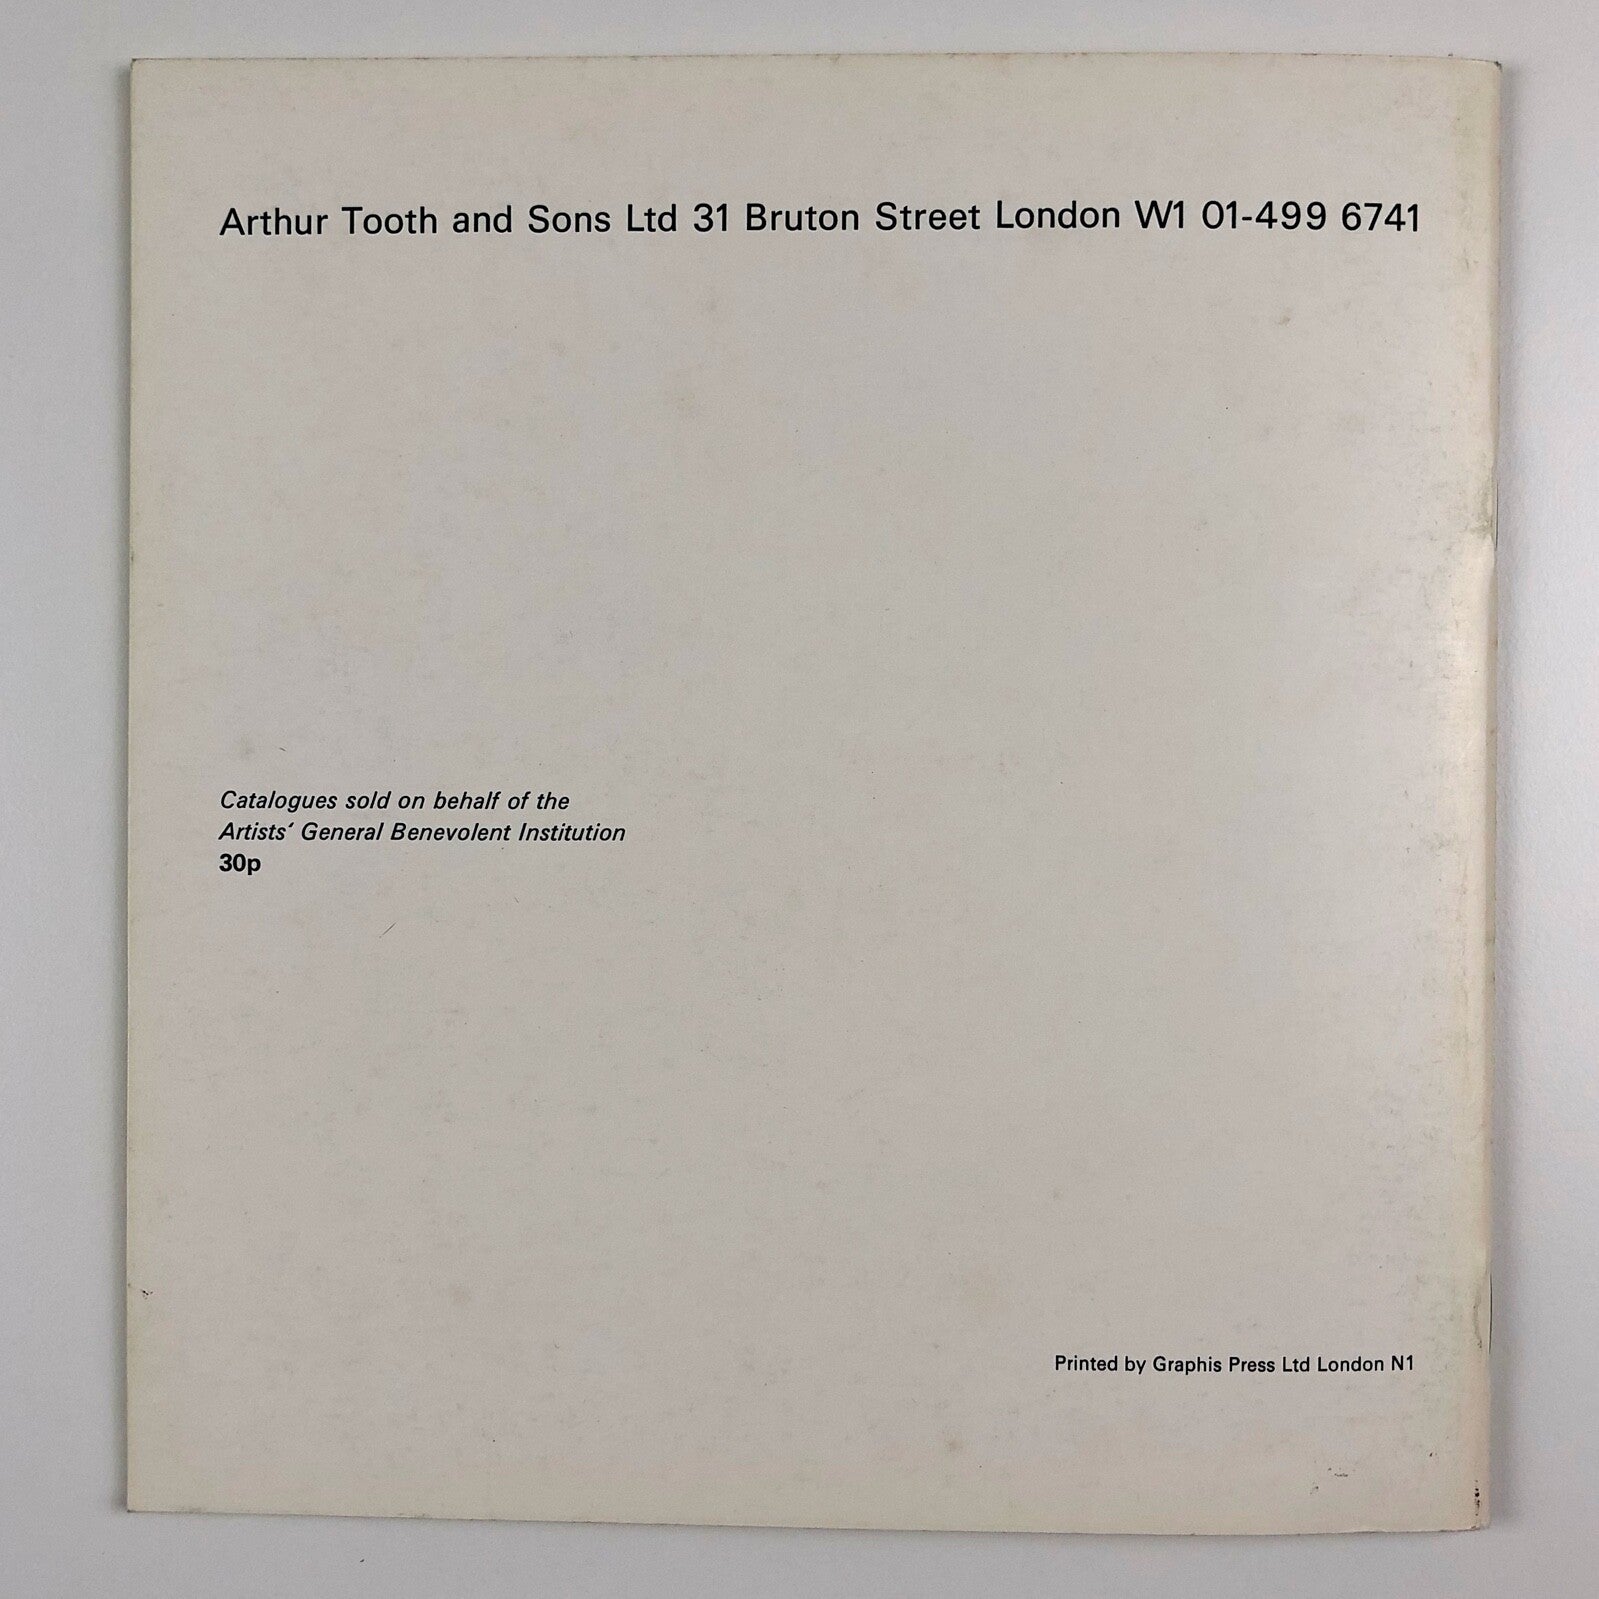 Arthur Tooth and Sons Ltd 31 Bruton Street London W1 01-499 6741
Catalogues sold on behalf of the
Artists‘ General Benevolent Institution
30p
Printed by Graphis Press Ltd London N1